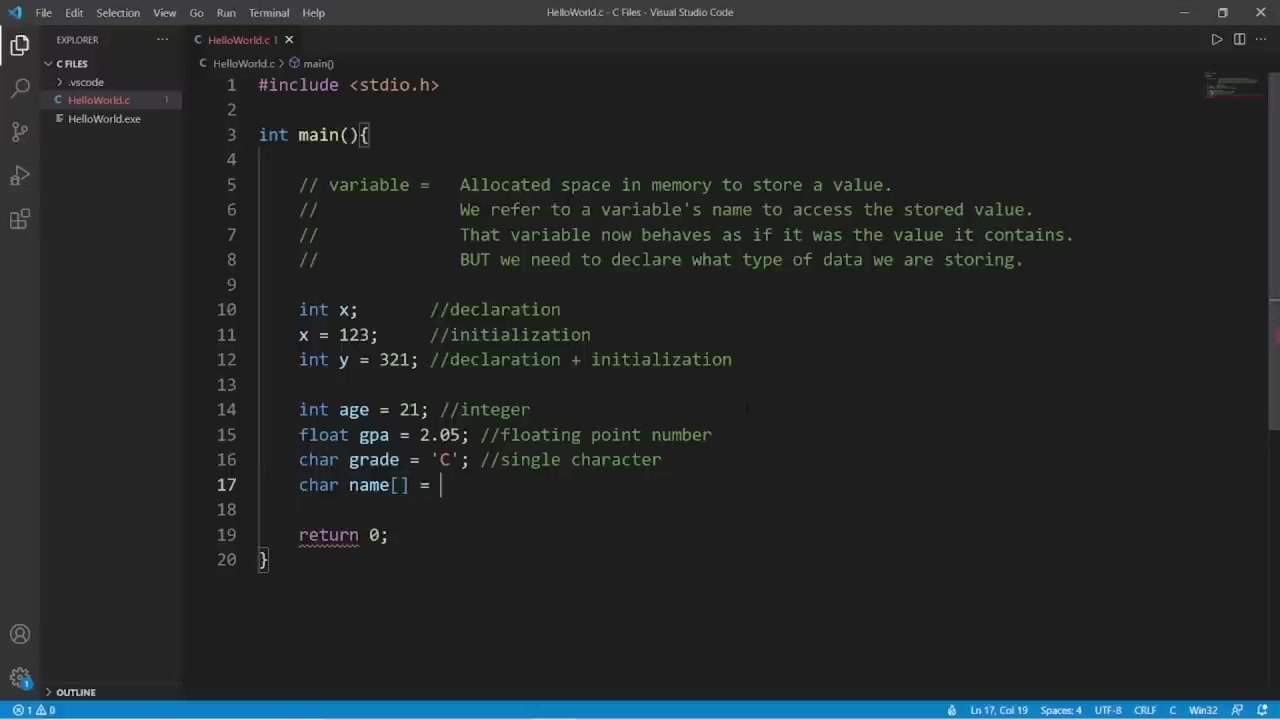 File Edit Selection View Go Run Terminal Help HelloWorld.c - C Files - Visual Studio Code
EXPLORER ··· C HelloWorld.c 1
C FILES C HelloWorld.c > main()
> .vscode
C HelloWorld.c 1
HelloWorld.exe
1 #include <stdio.h>
2
3 int main(){
4
5 // variable = Allocated space in memory to store a value.
6 // We refer to a variable's name to access the stored value.
7 // That variable now behaves as if it was the value it contains.
8 // BUT we need to declare what type of data we are storing.
9
10 int x; //declaration
11 x = 123; //initialization
12 int y = 321; //declaration + initialization
13
14 int age = 21; //integer
15 float gpa = 2.05; //floating point number
16 char grade = 'C'; //single character
17 char name[] =
18
19 return 0;
20 }
1
> OUTLINE
1 0 Ln 17, Col 19 Spaces: 4 UTF-8 CRLF C Win32